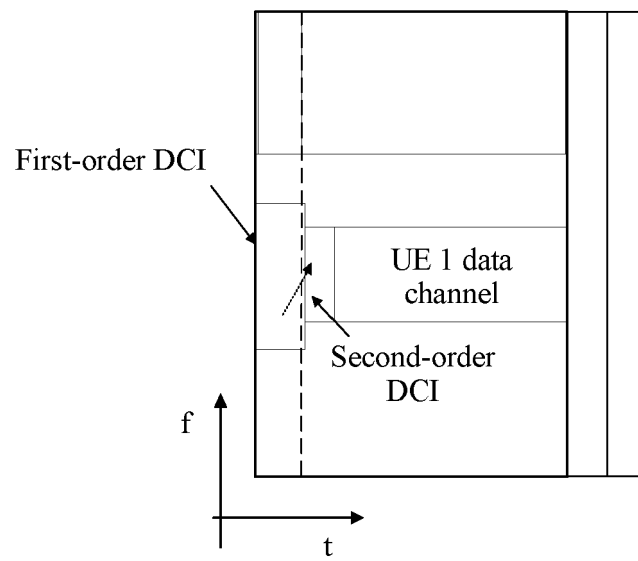 First-order DCI
UE 1 data
channel
Second-order
DCI
f
t